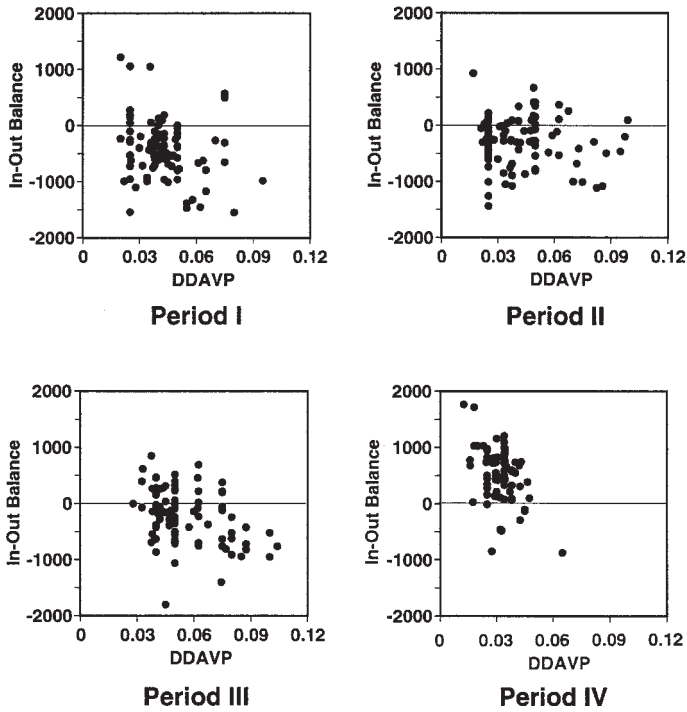 2000
1000
0
-1000
-2000
In-Out Balance
0 0.03 0.06 0.09 0.12
DDAVP
Period I
2000
1000
0
-1000
-2000
In-Out Balance
0 0.03 0.06 0.09 0.12
DDAVP
Period II
2000
1000
0
-1000
-2000
In-Out Balance
0 0.03 0.06 0.09 0.12
DDAVP
Period III
2000
1000
0
-1000
-2000
In-Out Balance
0 0.03 0.06 0.09 0.12
DDAVP
Period IV